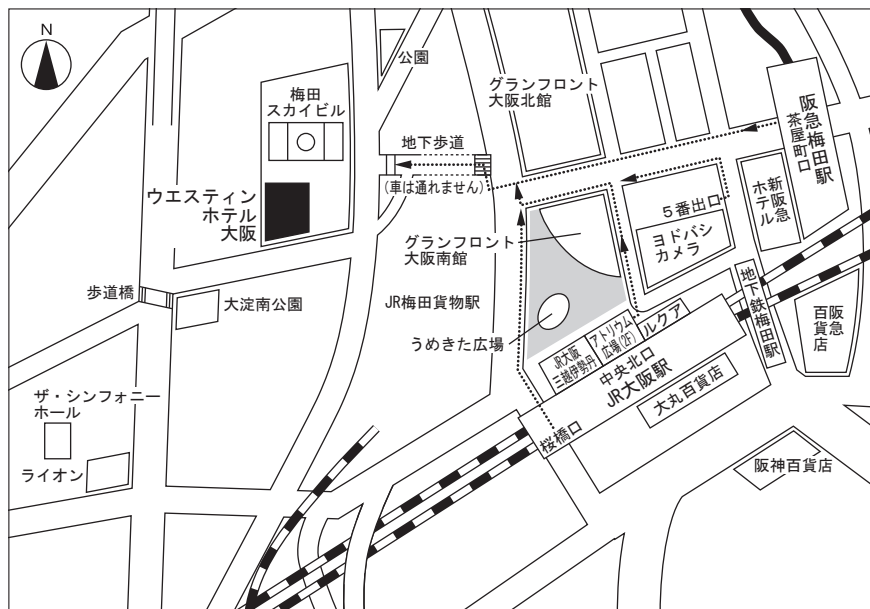 N
公園
梅田
スカイビル
グランフロント
大阪北館
阪急梅田駅
茶屋町口
地下歩道
(車は通れません)
ウエスティン
ホテル
大阪
新阪急
ホテル
5番出口
ヨドバシ
カメラ
グランフロント
大阪南館
歩道橋
大淀南公園
JR梅田貨物駅
うめきた広場
地下鉄梅田駅
阪急
百貨店
ルクア
アトリウム
広場(2F)
JR大阪
三越伊勢丹
中央北口
JR大阪駅
大丸百貨店
ザ・シンフォニー
ホール
桜橋口
ライオン
阪神百貨店